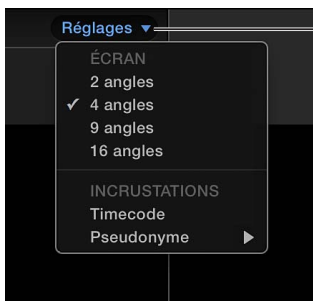 Réglages
ÉCRAN
2 angles
4 angles
9 angles
16 angles
INCRUSTATIONS
Timecode
Pseudonyme